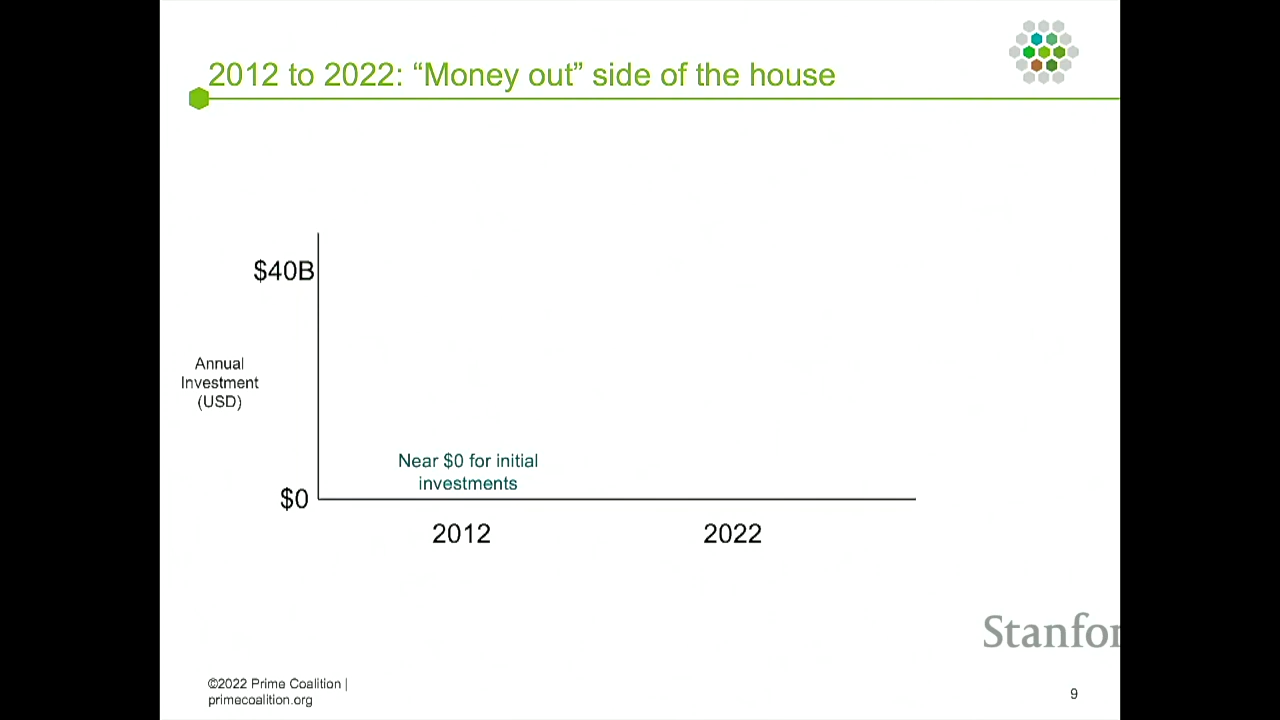 2012 to 2022: “Money out” side of the house
$40B
Annual
Investment
(USD)
Near $0 for initial
investments
$0
2012
2022
Stanfor
©2022 Prime Coalition |
primecoalition.org
9